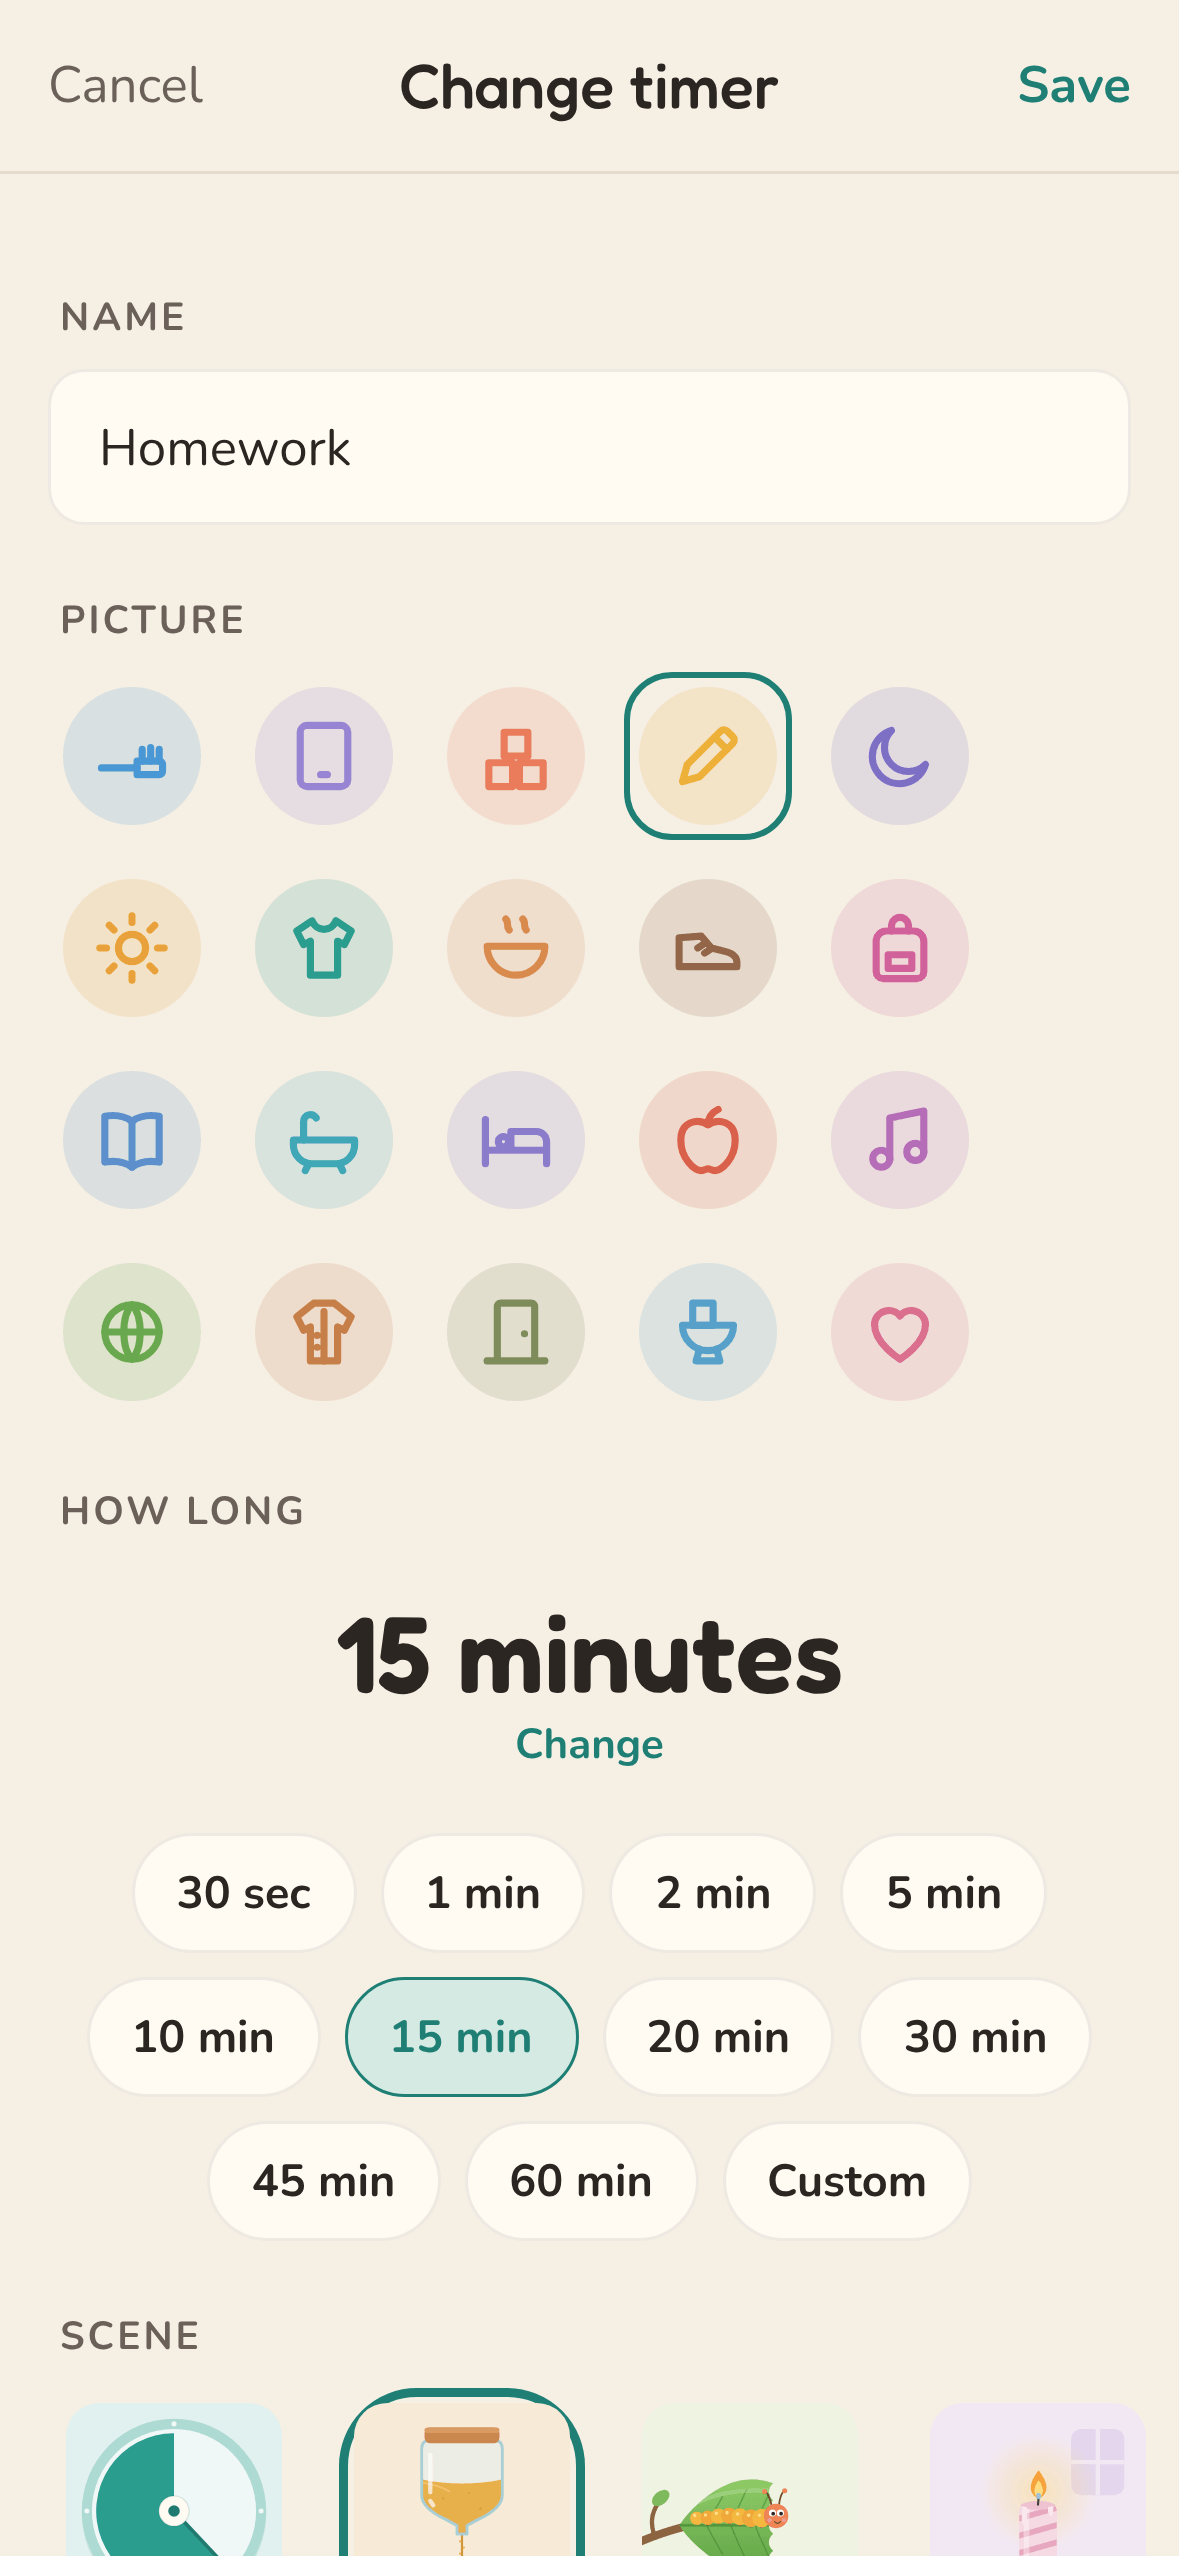 Cancel Change timer Save
NAME
Homework
PICTURE
HOW LONG
15 minutes
Change
30 sec 1 min 2 min 5 min
10 min 15 min 20 min 30 min
45 min 60 min Custom
SCENE